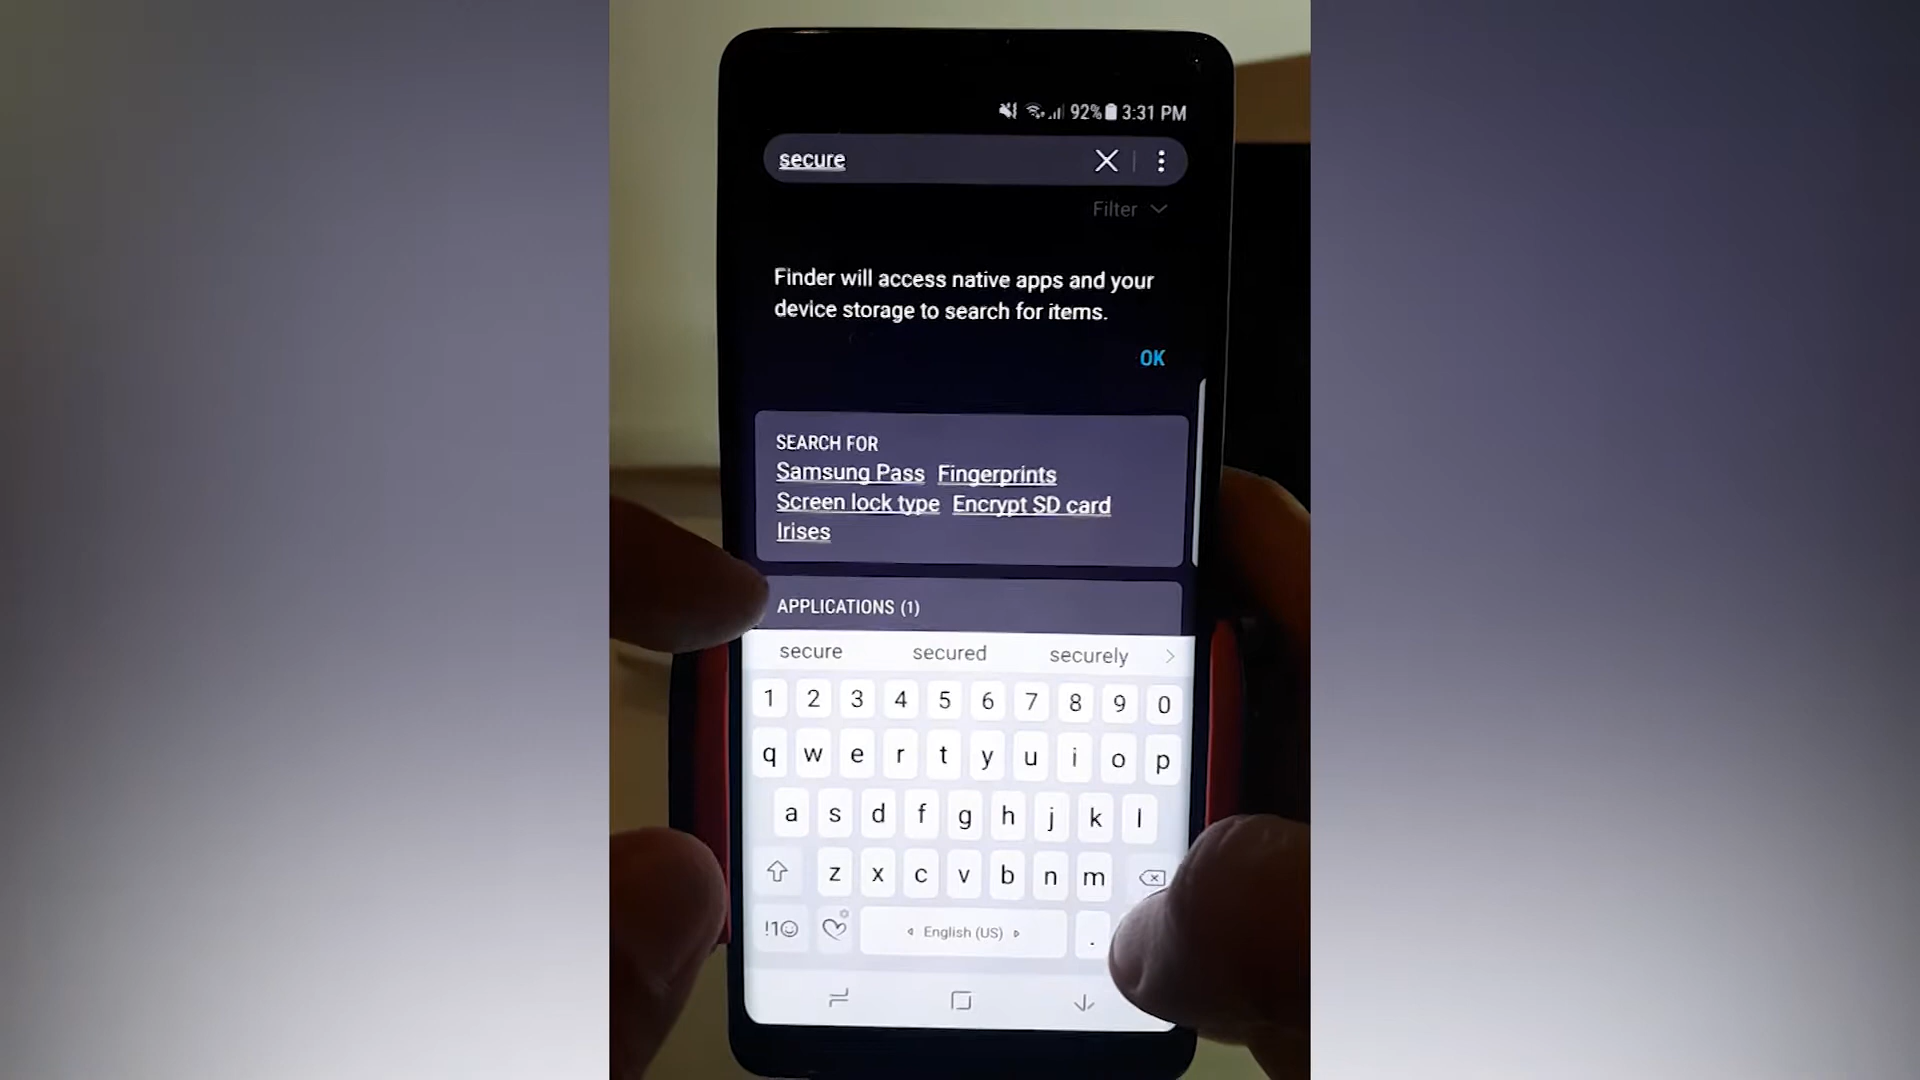 92% 3:31 PM
secure
Filter
Finder will access native apps and your
device storage to search for items.
OK
SEARCH FOR
Samsung Pass Fingerprints
Screen lock type Encrypt SD card
Irises
APPLICATIONS (1)
secure secured securely
1 2 3 4 5 6 7 8 9 0
q w e r t y u i o p
a s d f g h j k l
z x c v b n m
!1☺ English (US) .